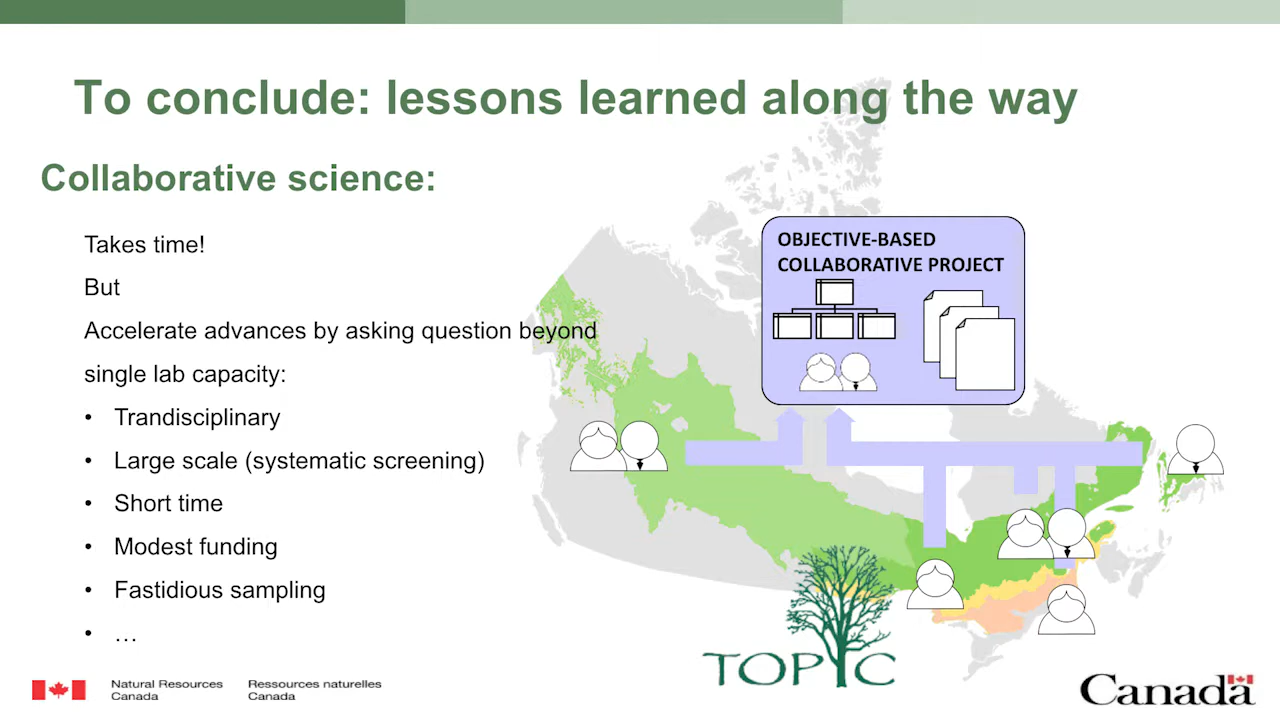 To conclude: lessons learned along the way
Collaborative science:
Takes time!
But
Accelerate advances by asking question beyond
single lab capacity:
• Trandisciplinary
• Large scale (systematic screening)
• Short time
• Modest funding
• Fastidious sampling
• …
OBJECTIVE-BASED
COLLABORATIVE PROJECT
TOPIC
Natural Resources
Canada
Ressources naturelles
Canada
Canada